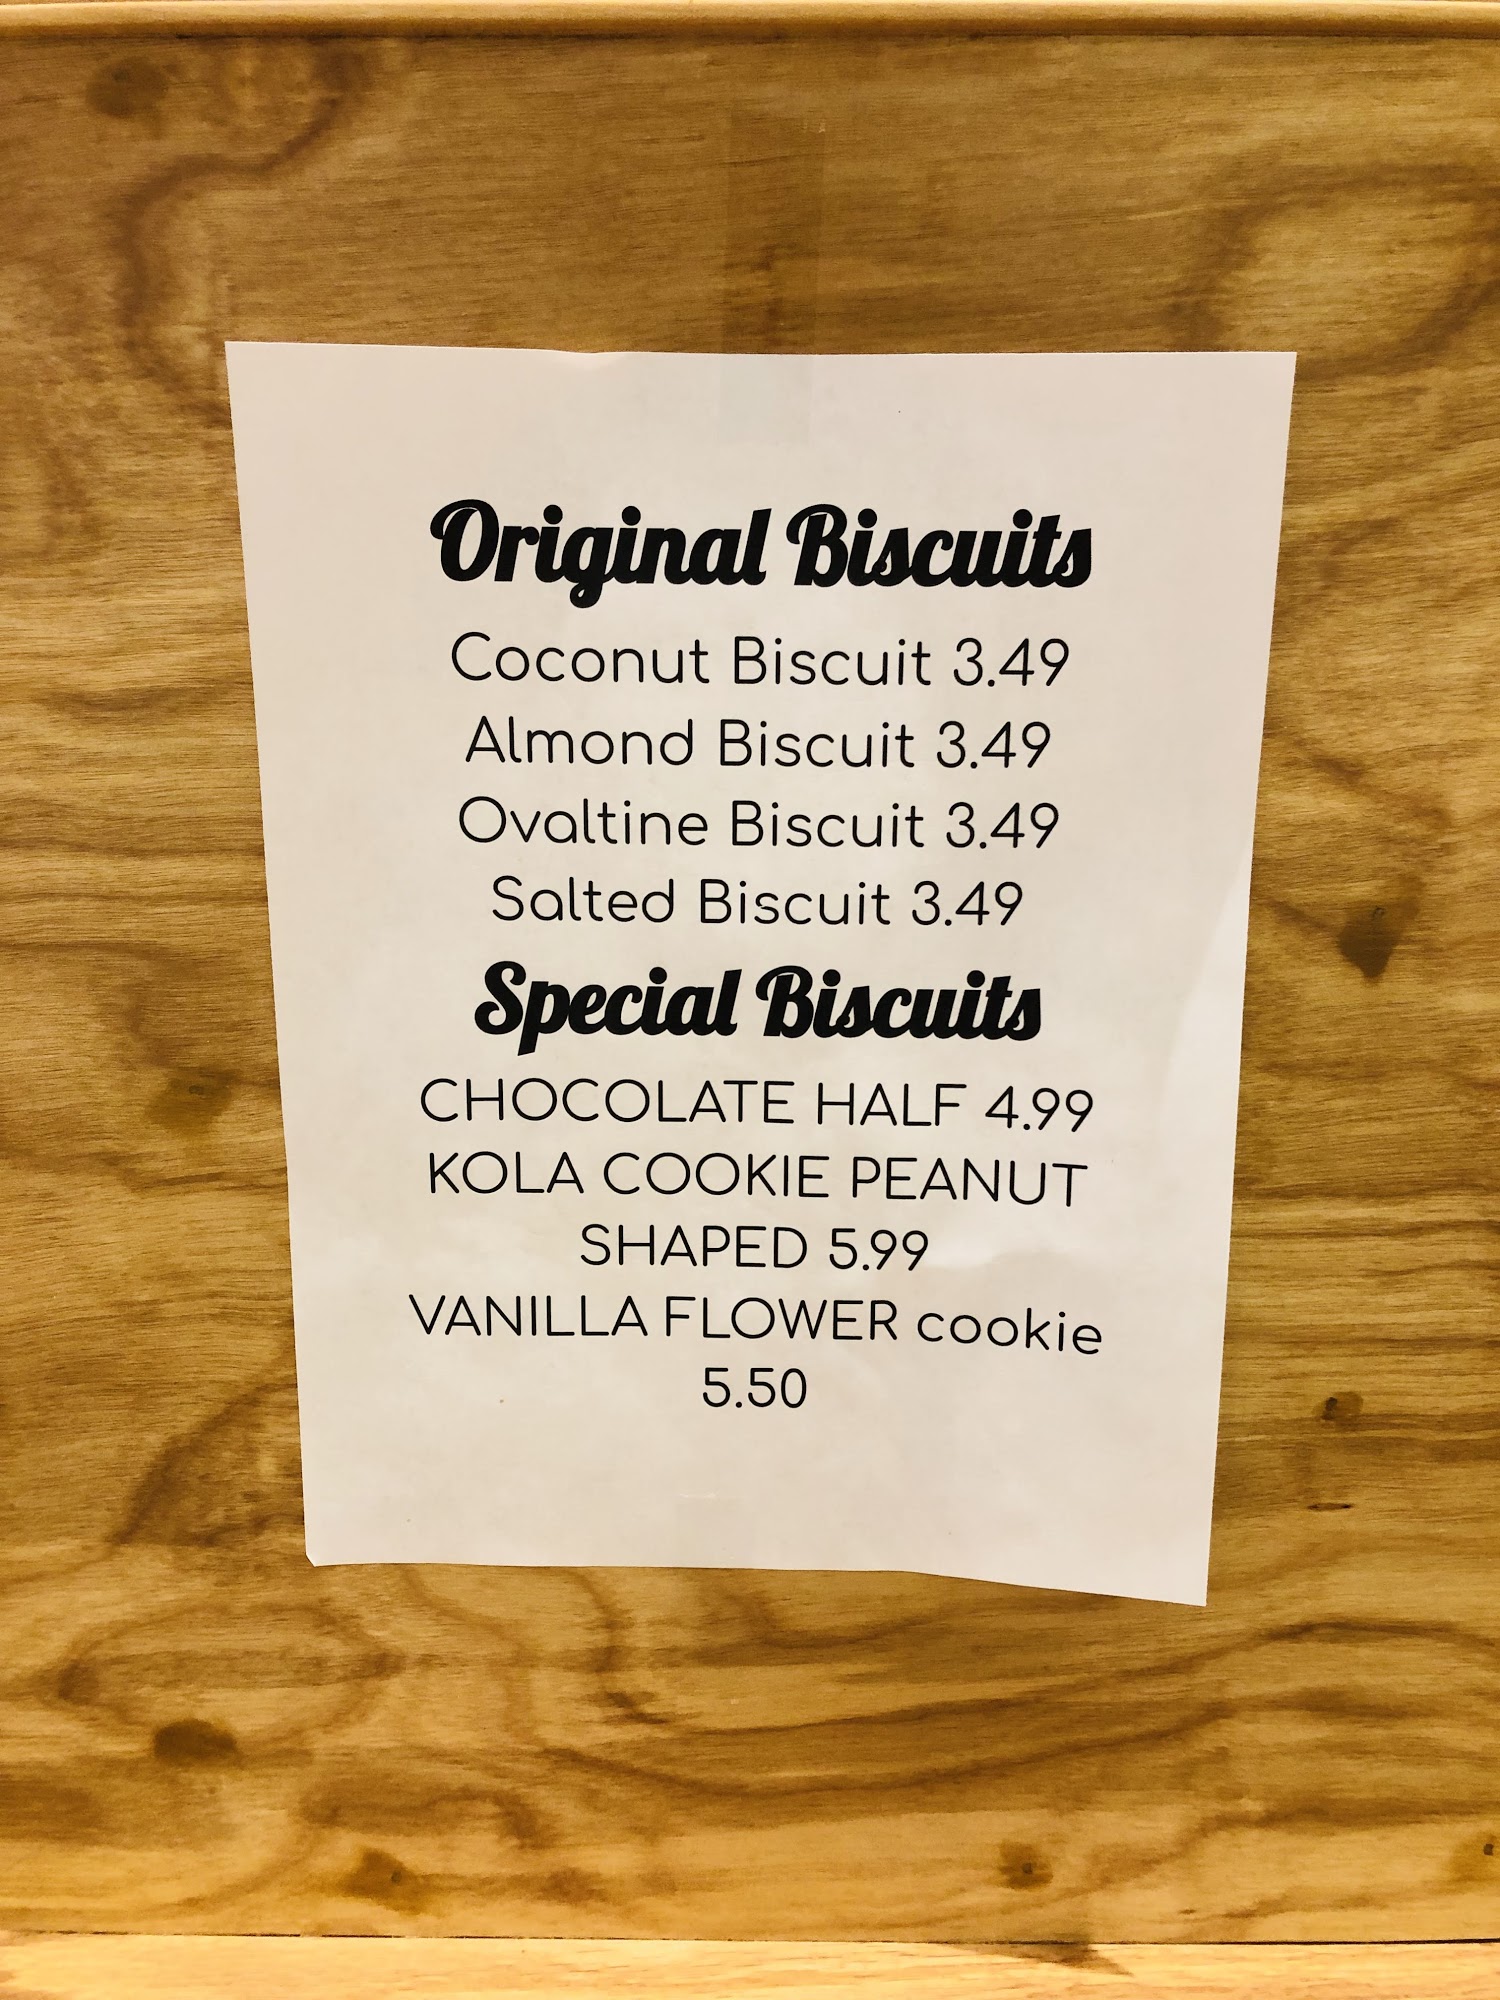 Original Biscuits
Coconut Biscuit 3.49
Almond Biscuit 3.49
Ovaltine Biscuit 3.49
Salted Biscuit 3.49
Special Biscuits
CHOCOLATE HALF 4.99
KOLA COOKIE PEANUT
SHAPED 5.99
VANILLA FLOWER cookie
5.50